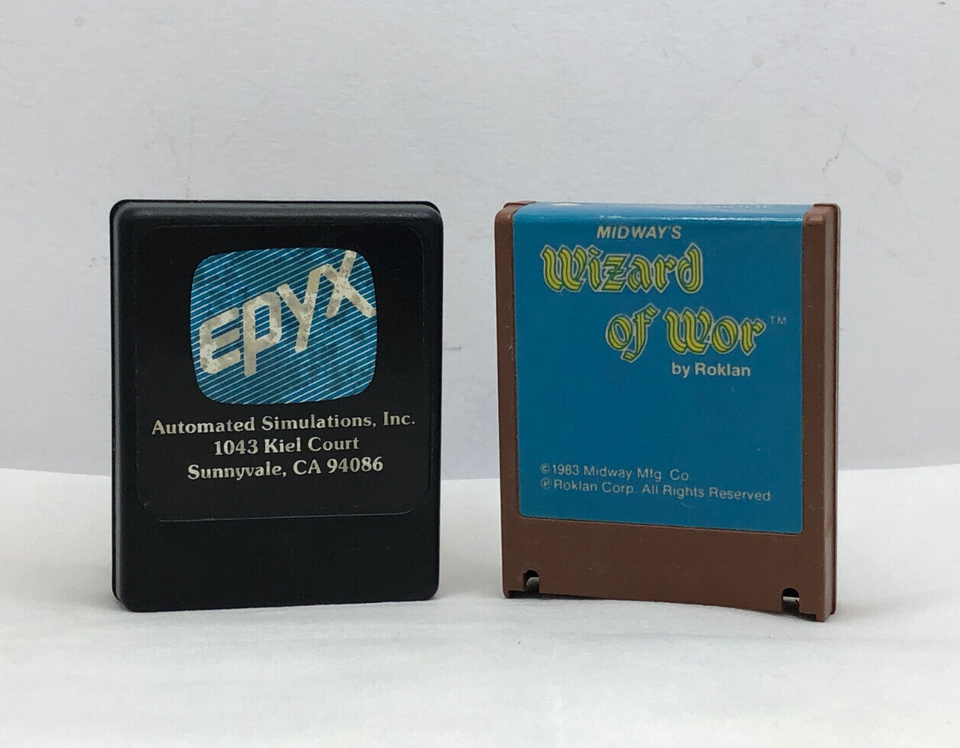 EPYX
Automated Simulations, Inc.
1043 Kiel Court
Sunnyvale, CA 94086
MIDWAY'S
Wizard
of Wor™
by Roklan
©1983 Midway Mfg. Co
℗Roklan Corp. All Rights Reserved